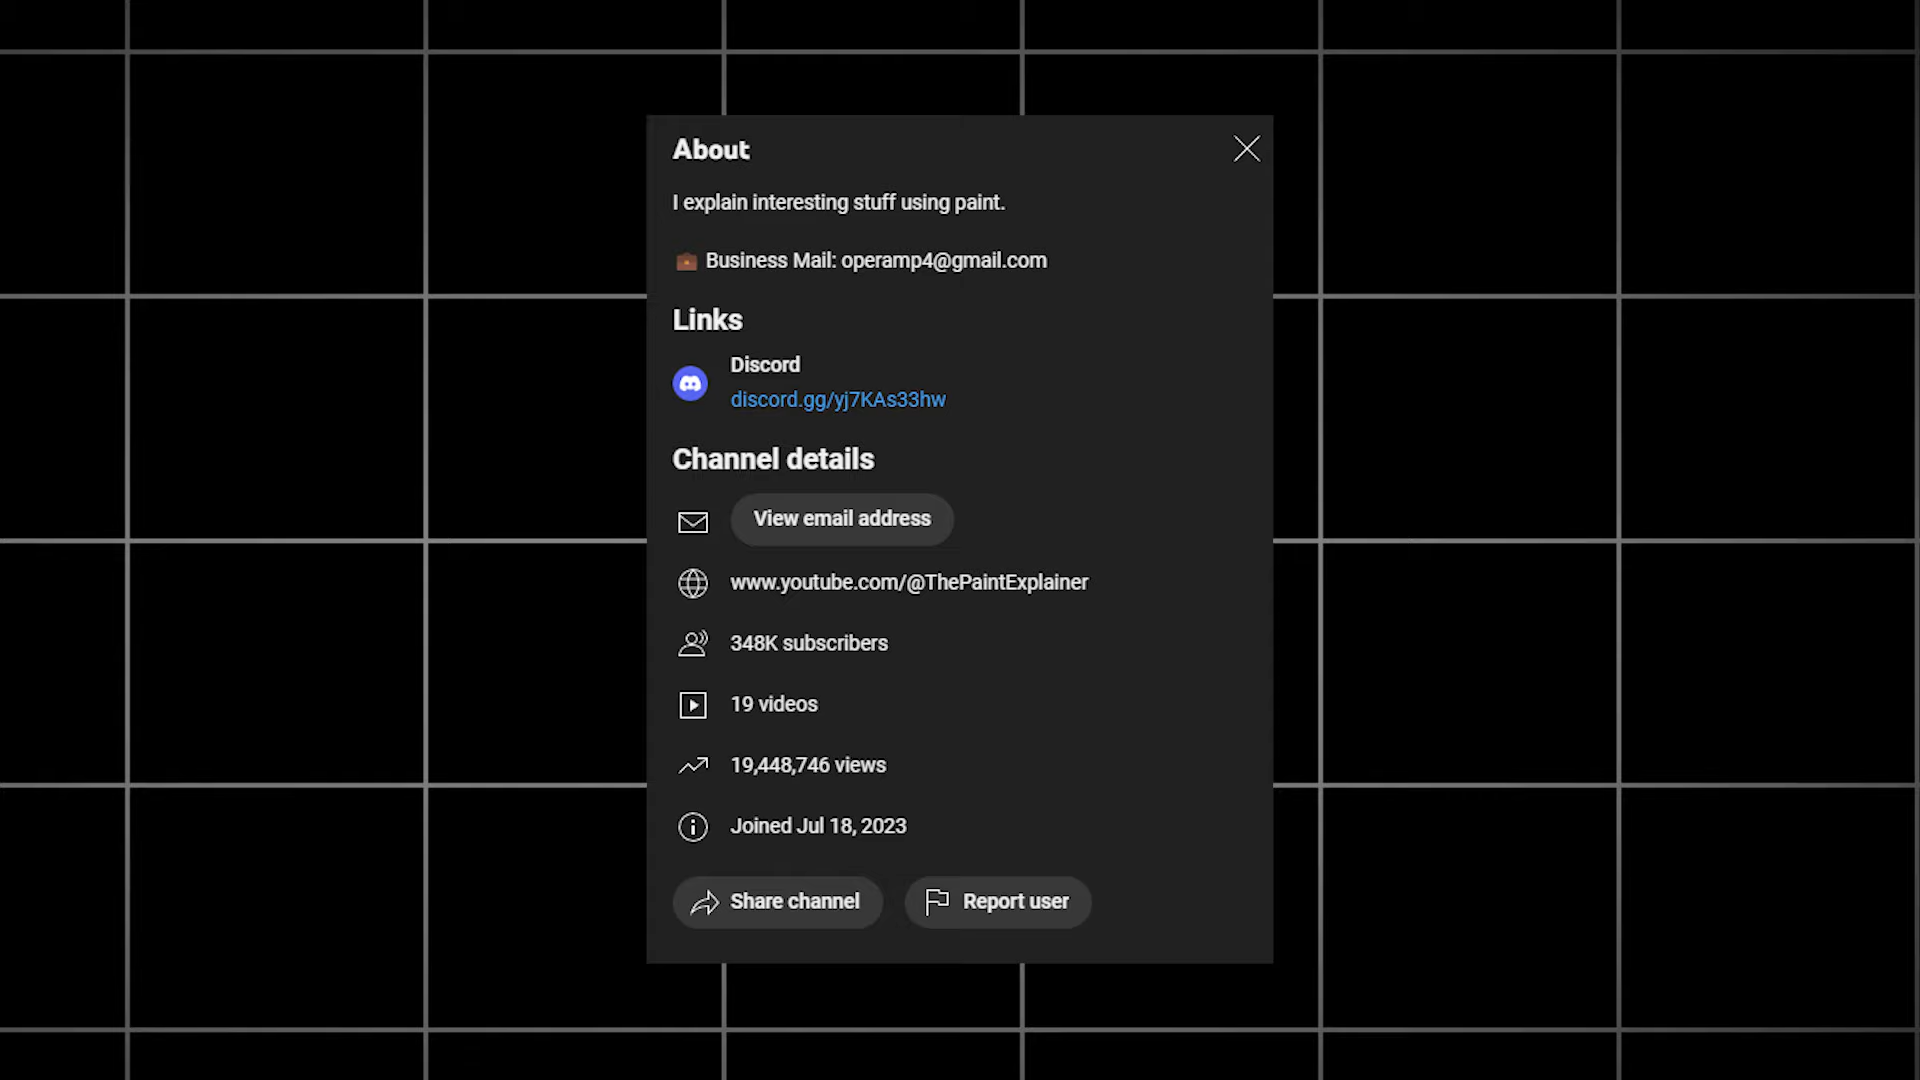 About
I explain interesting stuff using paint.
💼 Business Mail: operamp4@gmail.com
Links
Discord
discord.gg/yj7KAs33hw
Channel details
View email address
www.youtube.com/@ThePaintExplainer
348K subscribers
19 videos
19,448,746 views
Joined Jul 18, 2023
Share channel
Report user